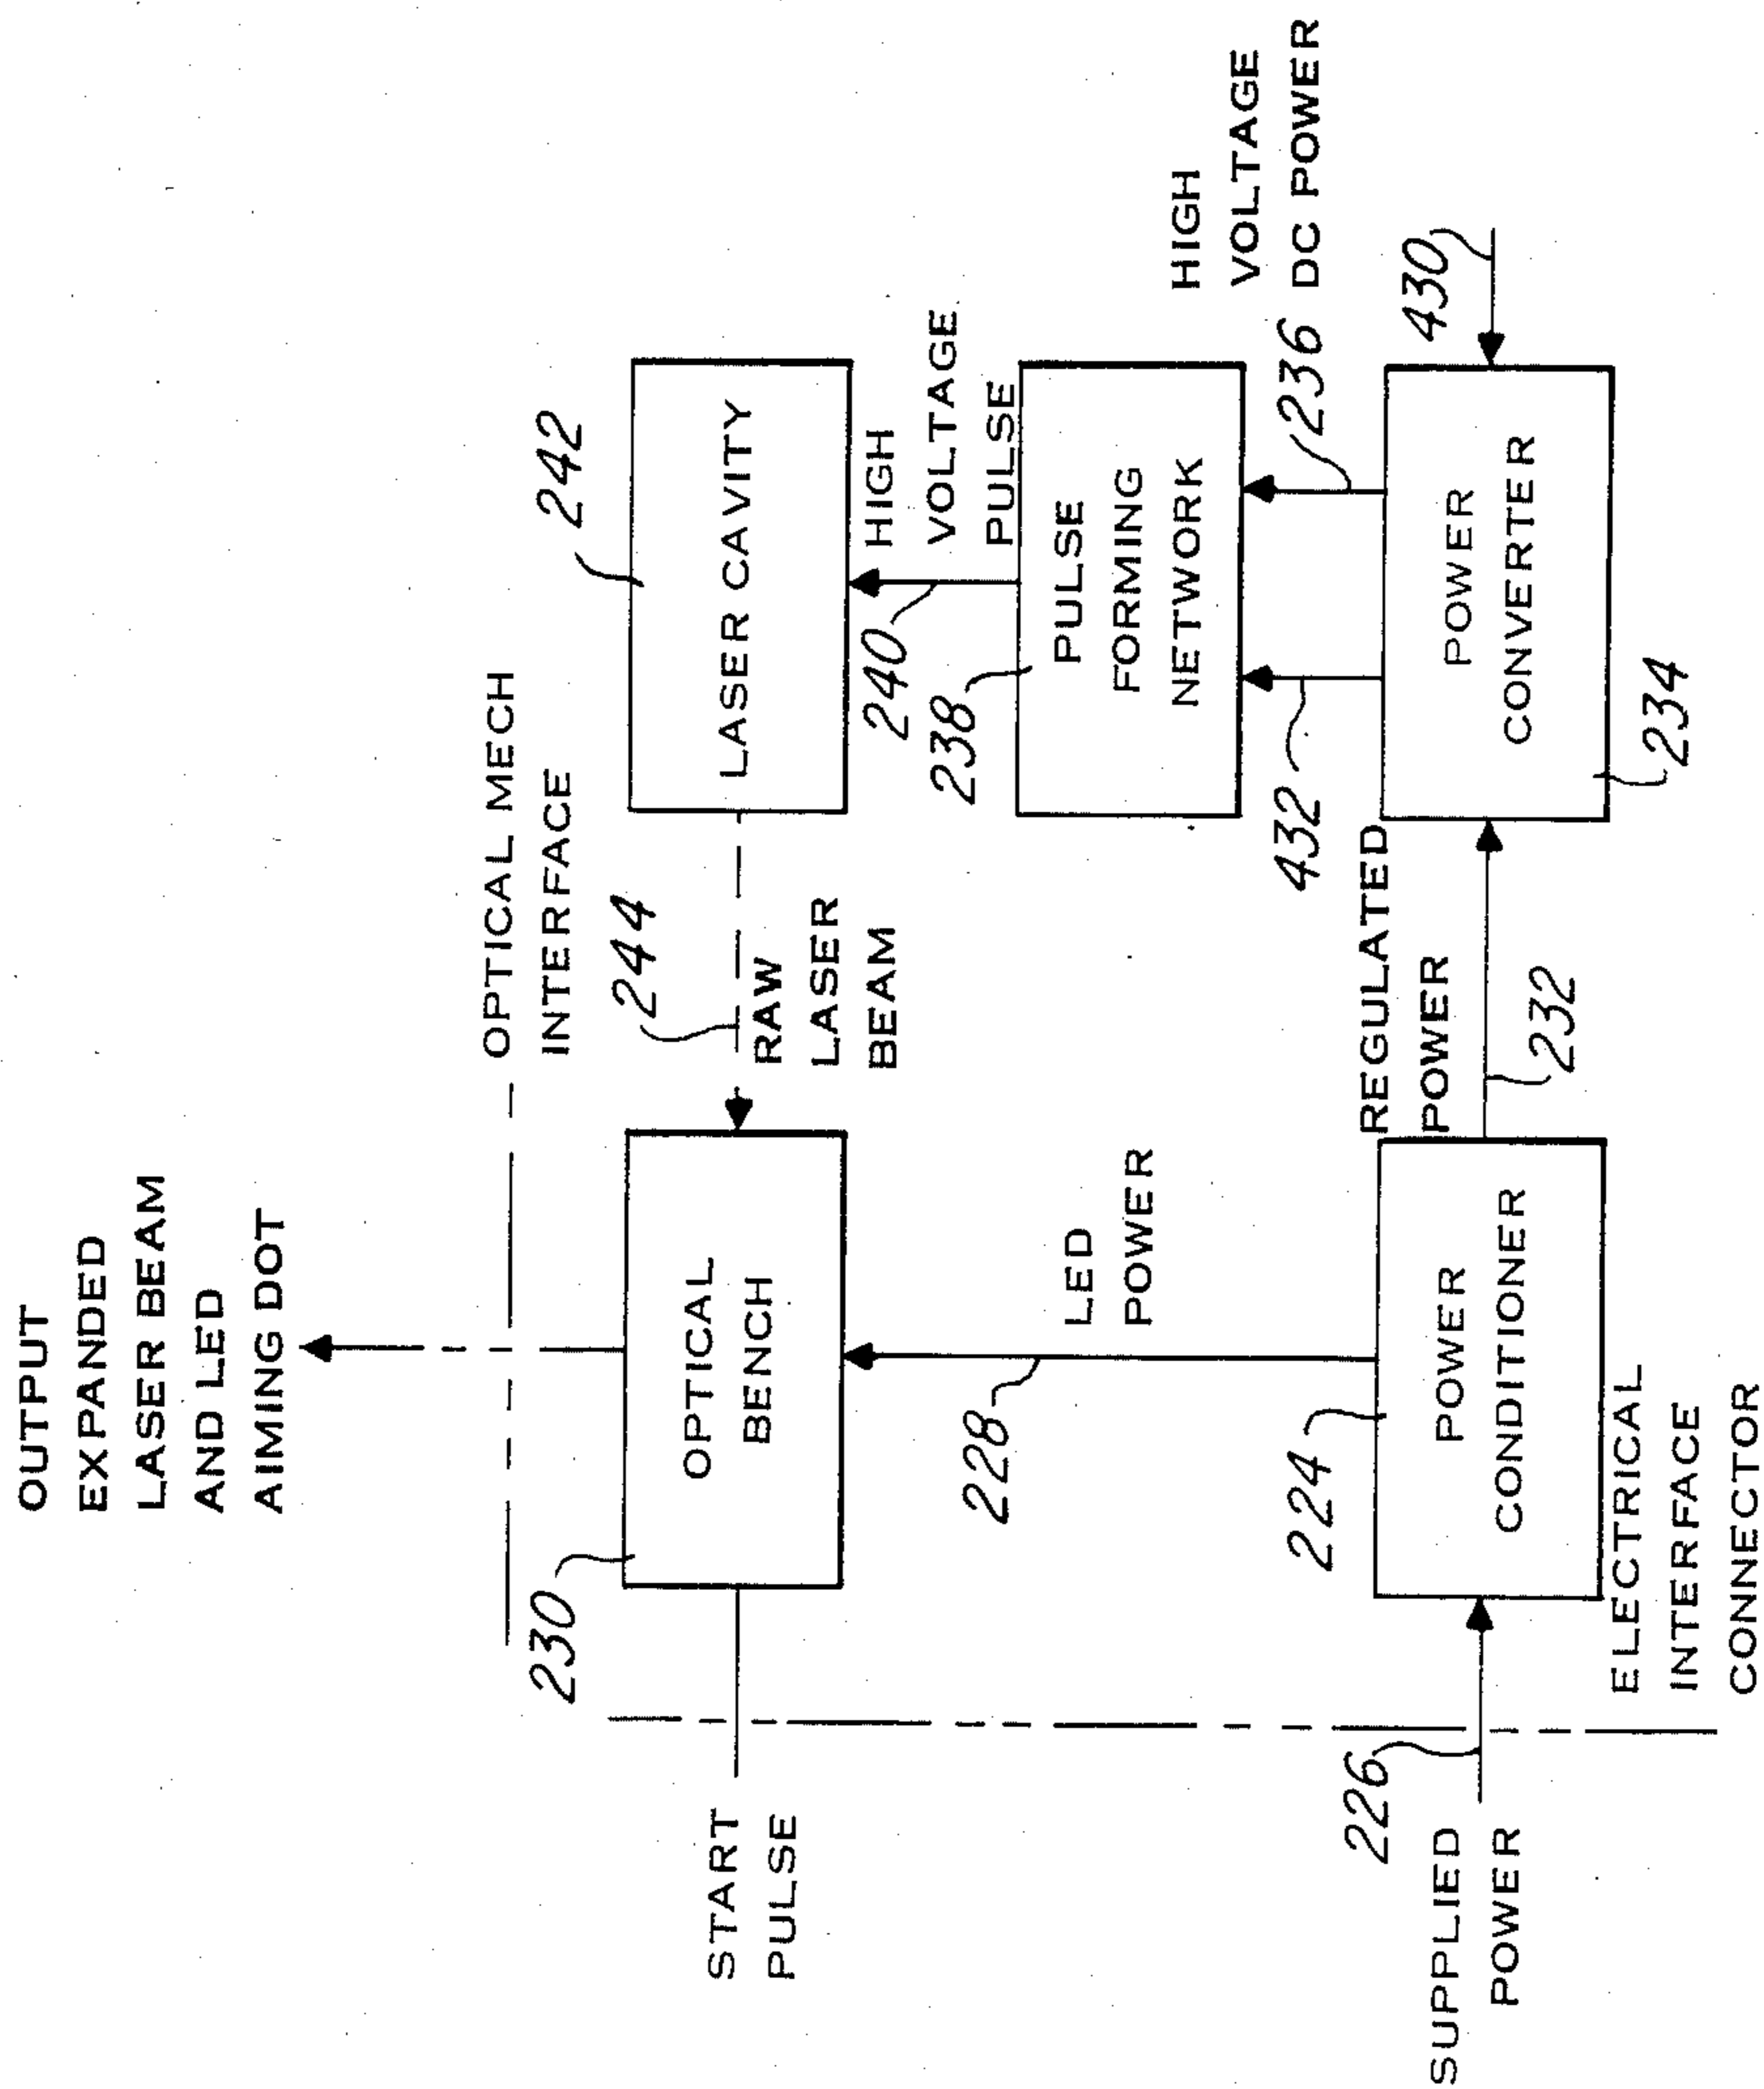 OUTPUT
EXPANDED
LASER BEAM
AND LED
AIMING DOT
OPTICAL MECH
INTERFACE
230
OPTICAL
BENCH
START
PULSE
244
RAW
LASER
BEAM
242
LASER CAVITY
240
HIGH
VOLTAGE
PULSE
238
PULSE
FORMING
NETWORK
228
LED
POWER
432
236
HIGH
VOLTAGE
DC POWER
224
POWER
CONDITIONER
226
SUPPLIED
POWER
REGULATED
POWER
232
POWER
CONVERTER
234
430
ELECTRICAL
INTERFACE
CONNECTOR